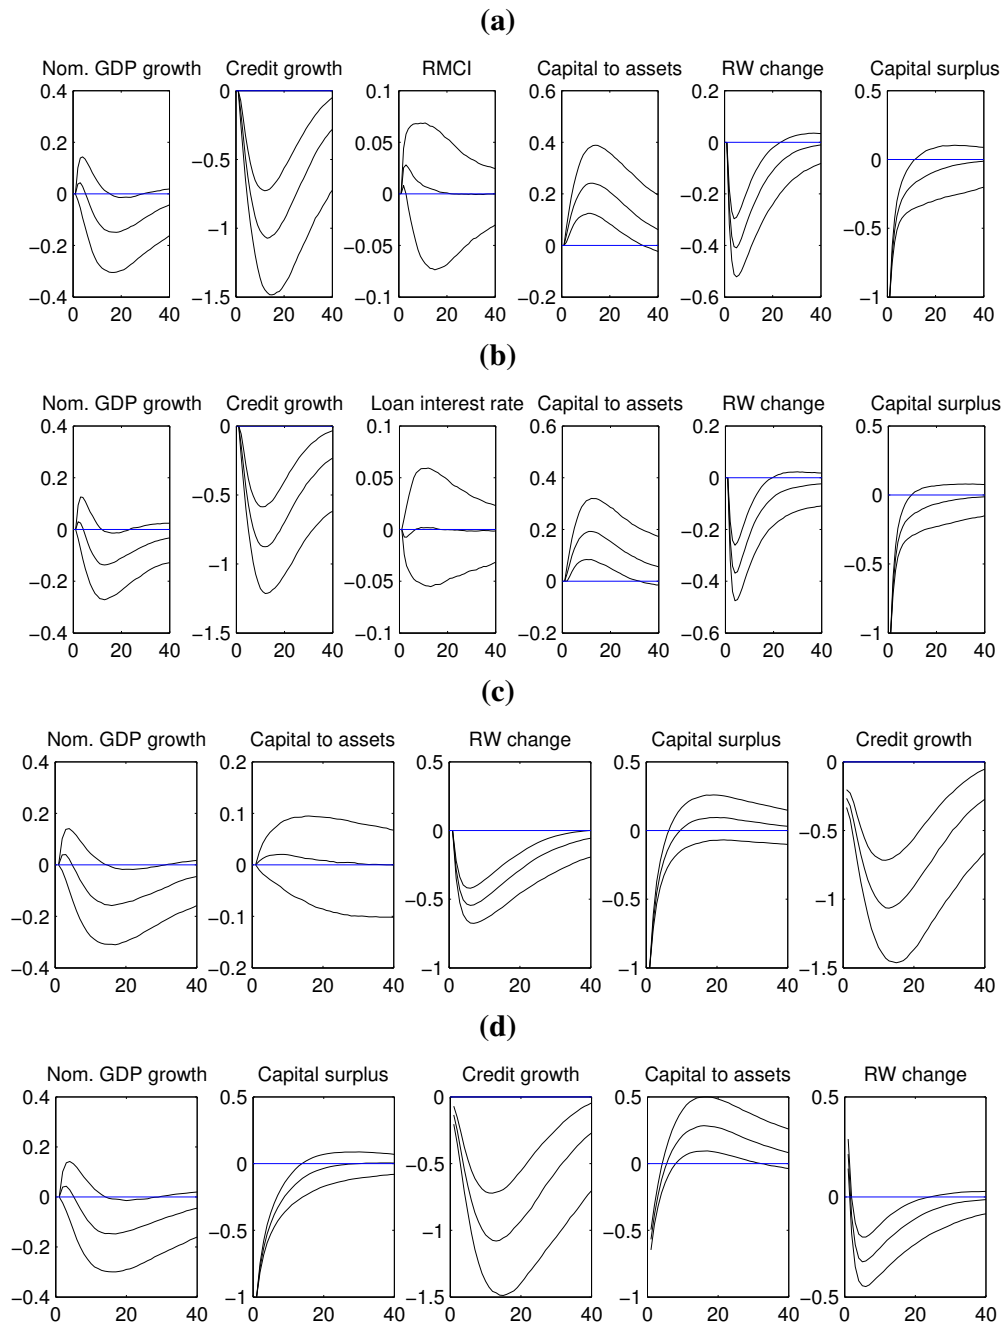 (a)
Nom. GDP growth Credit growth RMCI Capital to assets RW change Capital surplus
0.4 0 0.1 0.6 0.2 0.5
0.2 −0.5 0.05 0.4 0 0
0 −1 0 0.2 −0.2 −0.5
−0.2 −1.5 −0.05 0 −0.4 −1
−0.4 −0.1 −0.2 −0.6
0 20 40 0 20 40 0 20 40 0 20 40 0 20 40 0 20 40
(b)
Nom. GDP growth Credit growth Loan interest rate Capital to assets RW change Capital surplus
0.4 0 0.1 0.6 0.2 0.5
0.2 −0.5 0.05 0.4 0 0
0 −1 0 0.2 −0.2 −0.5
−0.2 −1.5 −0.05 0 −0.4 −1
−0.4 −0.1 −0.2 −0.6
0 20 40 0 20 40 0 20 40 0 20 40 0 20 40 0 20 40
(c)
Nom. GDP growth Capital to assets RW change Capital surplus Credit growth
0.4 0.2 0.5 0.5 0
0.2 0.1 0 0 −0.5
0 0 −0.5 −0.5 −1
−0.2 −0.1 −1 −1 −1.5
−0.4 −0.2
0 20 40 0 20 40 0 20 40 0 20 40 0 20 40
(d)
Nom. GDP growth Capital surplus Credit growth Capital to assets RW change
0.4 0.5 0 0.5 0.5
0.2 0 −0.5 0 0
0 −0.5 −1 −0.5 −0.5
−0.2 −1 −1.5 −1
−0.4
0 20 40 0 20 40 0 20 40 0 20 40 0 20 40